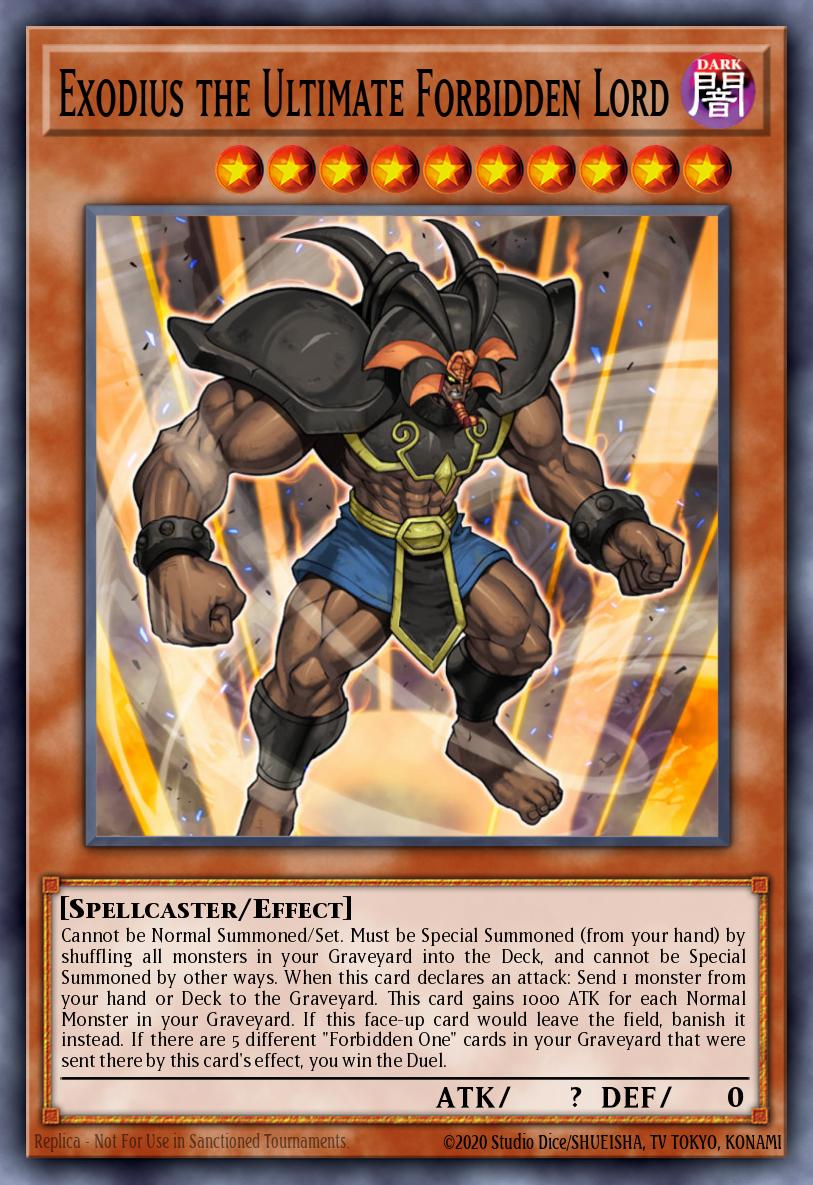 Exodius the Ultimate Forbidden Lord
DARK
闇
[Spellcaster/Effect]
Cannot be Normal Summoned/Set. Must be Special Summoned (from your hand) by
shuffling all monsters in your Graveyard into the Deck, and cannot be Special
Summoned by other ways. When this card declares an attack: Send 1 monster from
your hand or Deck to the Graveyard. This card gains 1000 ATK for each Normal
Monster in your Graveyard. If this face-up card would leave the field, banish it
instead. If there are 5 different "Forbidden One" cards in your Graveyard that were
sent there by this card's effect, you win the Duel.
ATK/ ? DEF/ 0
Replica - Not For Use in Sanctioned Tournaments.
©2020 Studio Dice/SHUEISHA, TV TOKYO, KONAMI